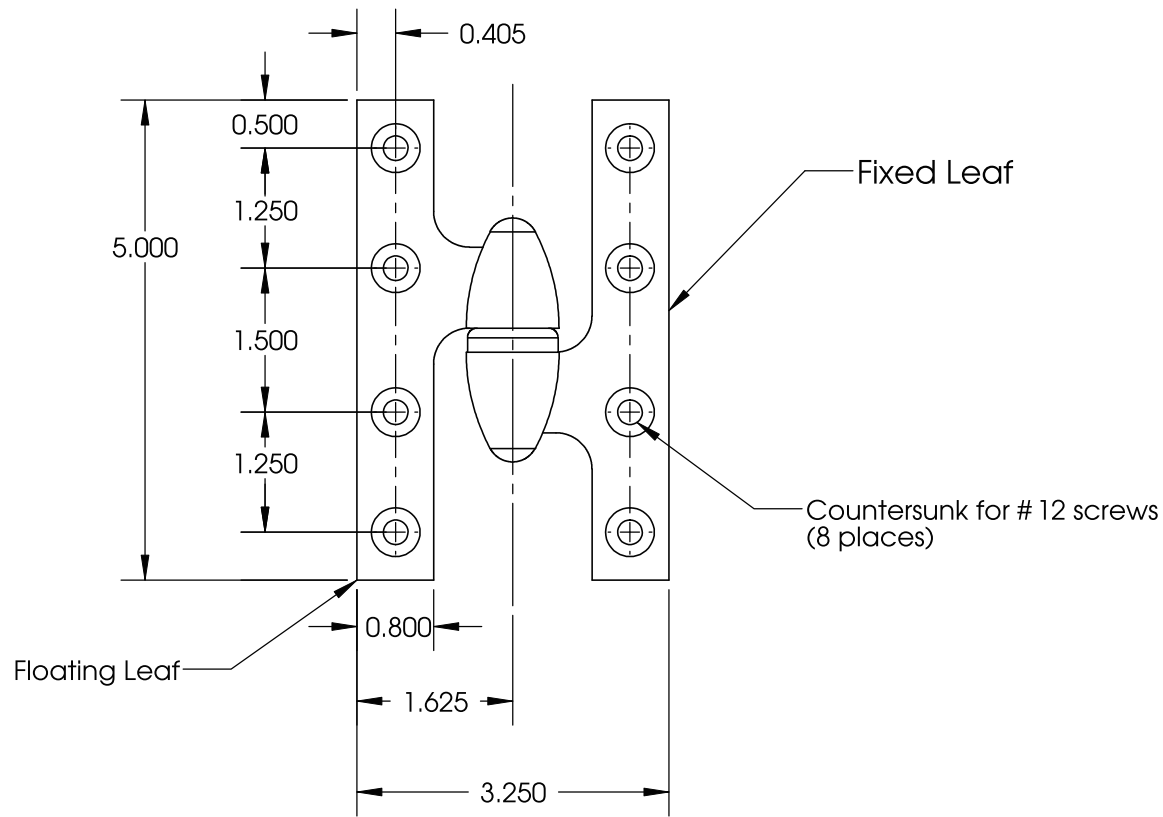 0.405
0.500
Fixed Leaf
1.250
5.000
1.500
1.250
Countersunk for # 12 screws
(8 places)
0.800
Floating Leaf
1.625
3.250